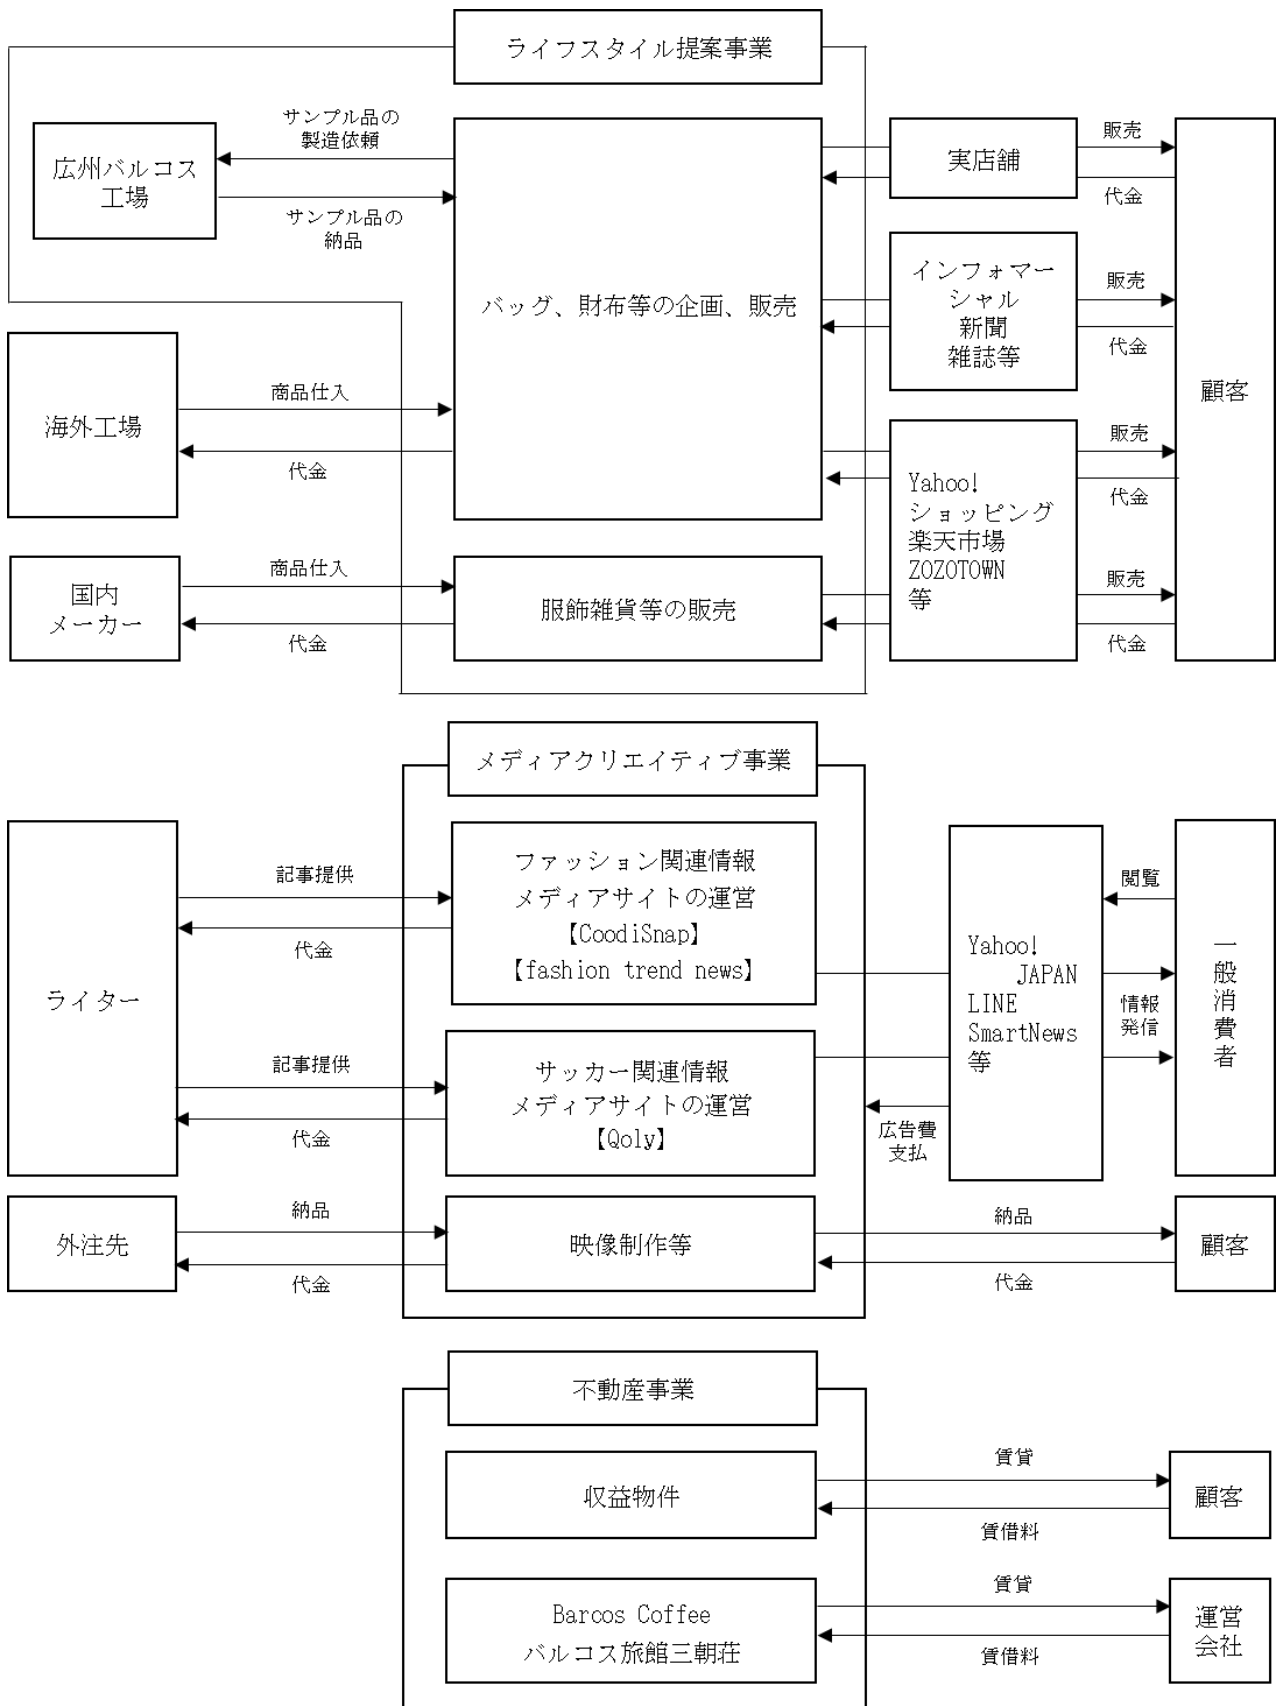 ライフスタイル提案事業
サンプル品の
製造依頼
広州バルコス
工場
サンプル品の
納品
バッグ、財布等の企画、販売
実店舗
販売
代金
インフォマー
シャル
新聞
雑誌等
販売
代金
顧客
海外工場
商品仕入
代金
Yahoo!
ショッピング
楽天市場
ZOZOTOWN
等
販売
代金
国内
メーカー
商品仕入
代金
服飾雑貨等の販売
販売
代金
メディアクリエイティブ事業
ライター
記事提供
代金
ファッション関連情報
メディアサイトの運営
【CoodiSnap】
【fashion trend news】
Yahoo!
JAPAN
LINE
SmartNews
等
閲覧
情報
発信
一般消費者
記事提供
代金
サッカー関連情報
メディアサイトの運営
【Qoly】
広告費
支払
外注先
納品
代金
映像制作等
納品
代金
顧客
不動産事業
収益物件
賃貸
賃借料
顧客
Barcos Coffee
バルコス旅館三朝荘
賃貸
賃借料
運営
会社